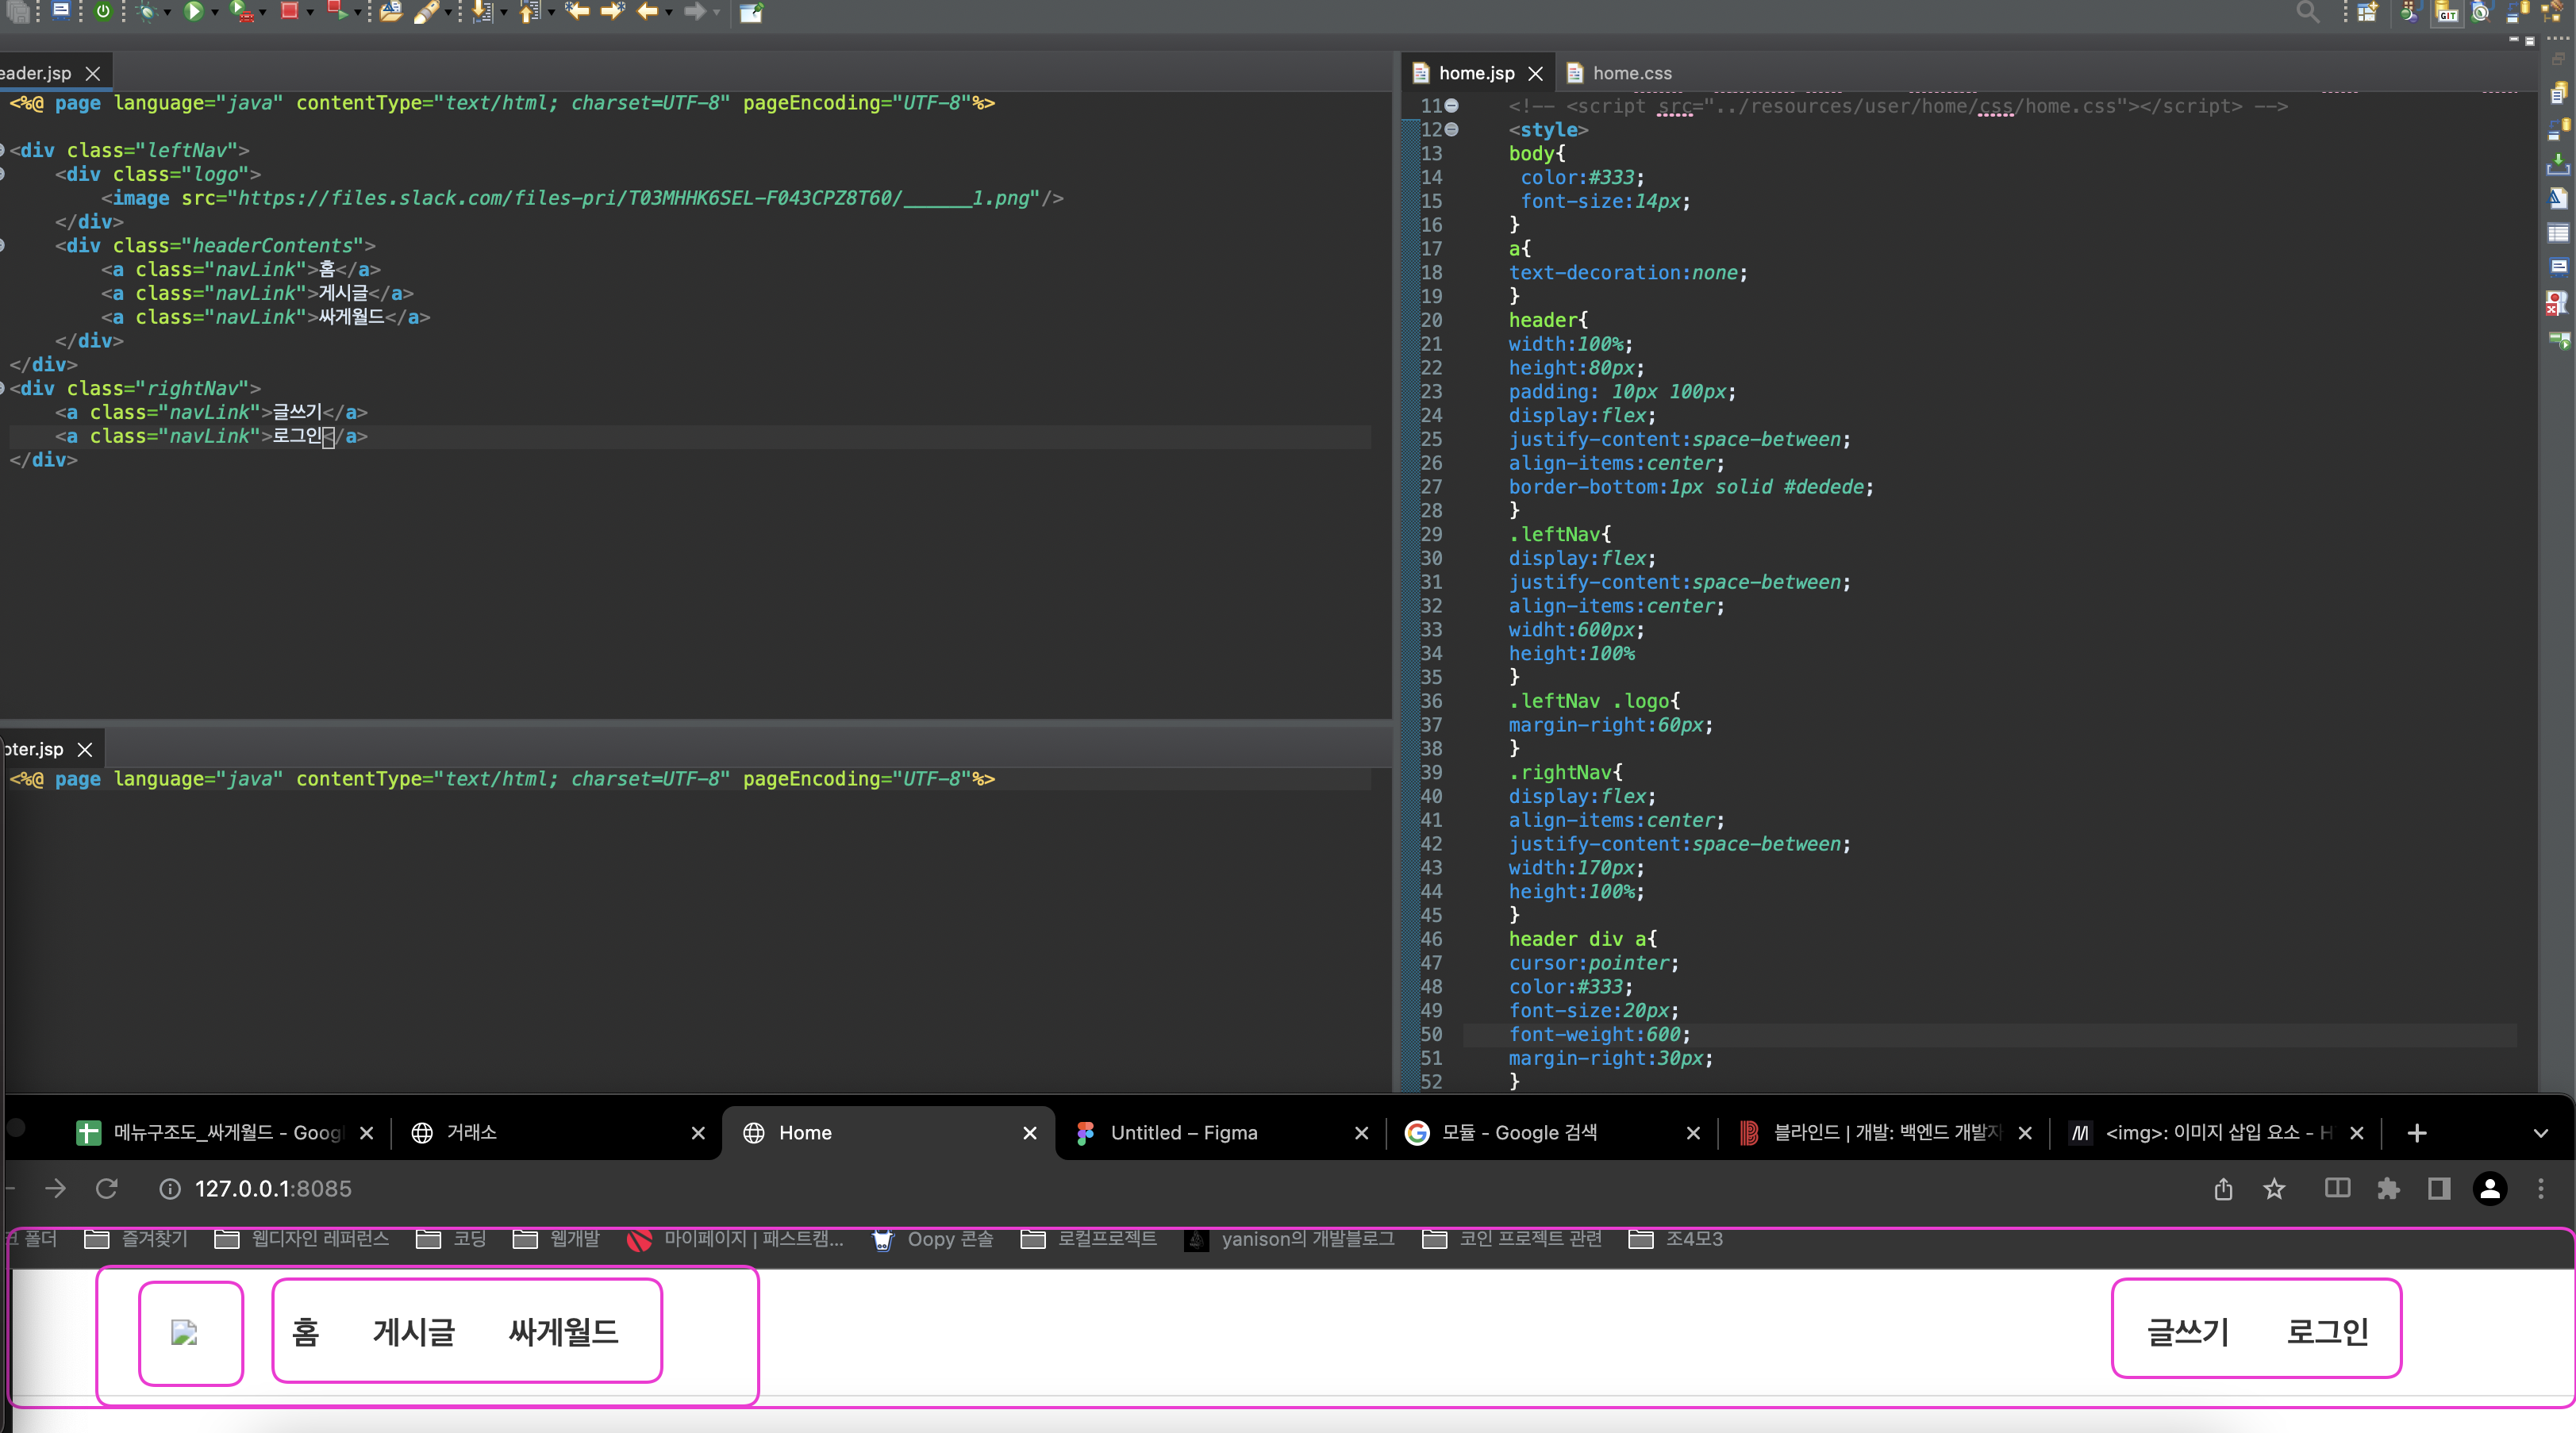 eader.jsp
<%@ page language="java" contentType="text/html; charset=UTF-8" pageEncoding="UTF-8"%>
<div class="leftNav">
<div class="logo">
<image src="https://files.slack.com/files-pri/T03MHHK6SEL-F043CPZ8T60/______1.png"/>
</div>
<div class="headerContents">
<a class="navLink">홈</a>
<a class="navLink">게시글</a>
<a class="navLink">싸게월드</a>
</div>
</div>
<div class="rightNav">
<a class="navLink">글쓰기</a>
<a class="navLink">로그인</a>
</div>
oter.jsp
<%@ page language="java" contentType="text/html; charset=UTF-8" pageEncoding="UTF-8"%>
GIT
home.jsp home.css
11 <!-- <script src="../resources/user/home/css/home.css"></script> -->
12 <style>
13 body{
14 color:#333;
15 font-size:14px;
16 }
17 a{
18 text-decoration:none;
19 }
20 header{
21 width:100%;
22 height:80px;
23 padding: 10px 100px;
24 display:flex;
25 justify-content:space-between;
26 align-items:center;
27 border-bottom:1px solid #dedede;
28 }
29 .leftNav{
30 display:flex;
31 justify-content:space-between;
32 align-items:center;
33 widht:600px;
34 height:100%
35 }
36 .leftNav .logo{
37 margin-right:60px;
38 }
39 .rightNav{
40 display:flex;
41 align-items:center;
42 justify-content:space-between;
43 width:170px;
44 height:100%;
45 }
46 header div a{
47 cursor:pointer;
48 color:#333;
49 font-size:20px;
50 font-weight:600;
51 margin-right:30px;
52 }
메뉴구조도_싸게월드 - Googl 거래소 Home Untitled – Figma 모듈 - Google 검색 블라인드 | 개발: 백엔드 개발자 <img>: 이미지 삽입 요소 - H
127.0.0.1:8085
크 폴더 즐겨찾기 웹디자인 레퍼런스 코딩 웹개발 마이페이지 | 패스트캠... Oopy 콘솔 로컬프로젝트 yanison의 개발블로그 코인 프로젝트 관련 조4모3
홈 게시글 싸게월드 글쓰기 로그인